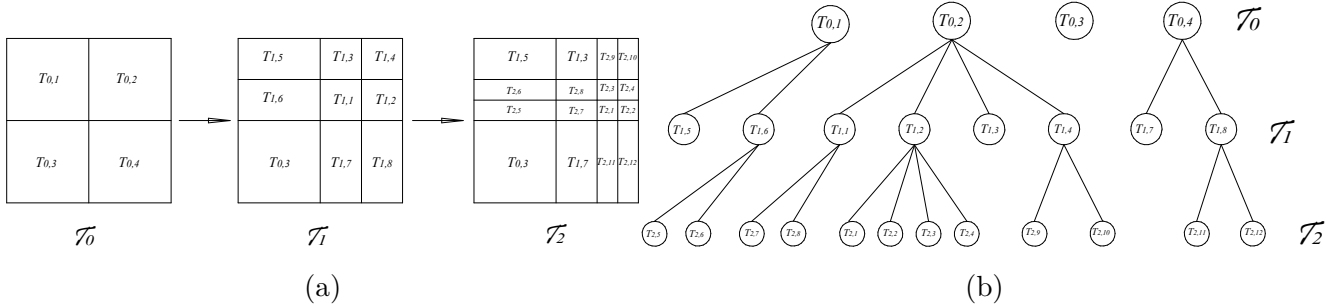 T0,1 T0,2
T0,3 T0,4
𝒯0
T1,5 T1,3 T1,4
T1,6 T1,1 T1,2
T0,3 T1,7 T1,8
𝒯1
T1,5 T1,3 T2,9 T2,10
T2,6 T2,8 T2,3 T2,4
T2,5 T2,7 T2,1 T2,2
T0,3 T1,7 T2,11 T2,12
𝒯2
(a)
T0,1 T0,2 T0,3 T0,4 𝒯0
T1,5 T1,6 T1,1 T1,2 T1,3 T1,4 T1,7 T1,8 𝒯1
T2,5 T2,6 T2,7 T2,8 T2,1 T2,2 T2,3 T2,4 T2,9 T2,10 T2,11 T2,12 𝒯2
(b)